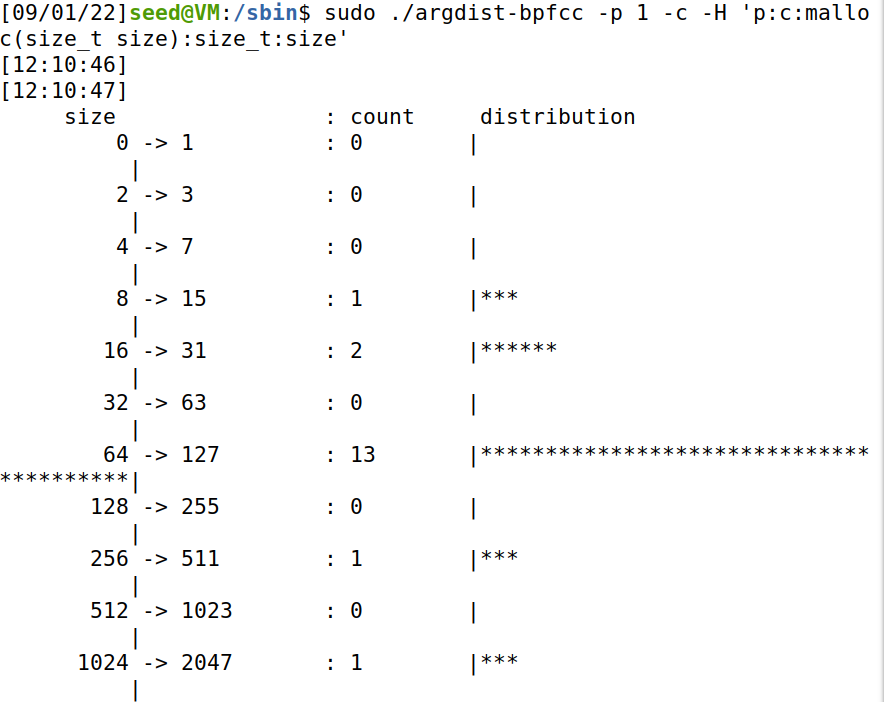 [09/01/22]seed@VM:/sbin$ sudo ./argdist-bpfcc -p 1 -c -H 'p:c:mallo
c(size_t size):size_t:size'
[12:10:46]
[12:10:47]
     size                : count     distribution
         0 -> 1          : 0        |
          |
         2 -> 3          : 0        |
          |
         4 -> 7          : 0        |
          |
         8 -> 15         : 1        |***
          |
        16 -> 31         : 2        |******
          |
        32 -> 63         : 0        |
          |
        64 -> 127        : 13       |******************************
**********|
       128 -> 255        : 0        |
          |
       256 -> 511        : 1        |***
          |
       512 -> 1023       : 0        |
          |
      1024 -> 2047       : 1        |***
          |